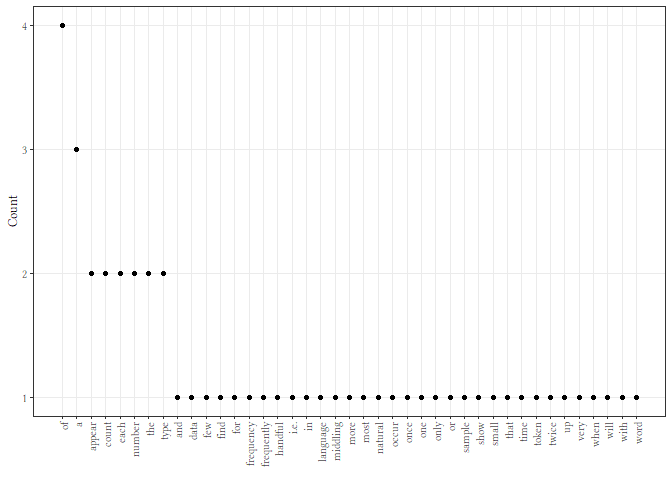 4
3
2
1
Count
of
a
appear
count
each
number
the
type
and
data
few
find
for
frequency
frequently
handful
i.e.
in
language
middling
more
most
natural
occur
once
one
only
or
sample
show
small
that
time
token
twice
up
very
when
will
with
word